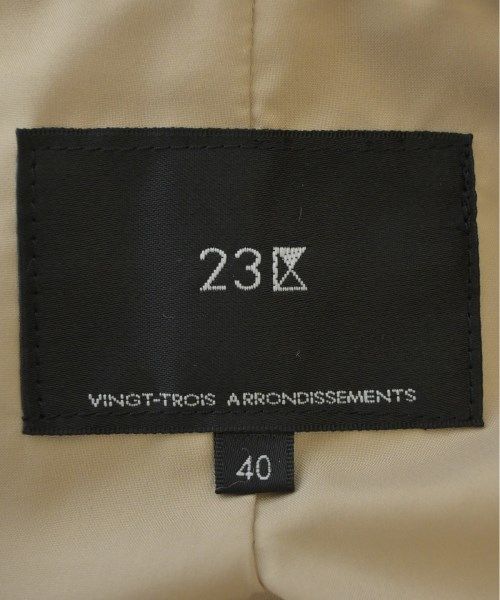 23区
VINGT-TROIS ARRONDISSEMENTS
40